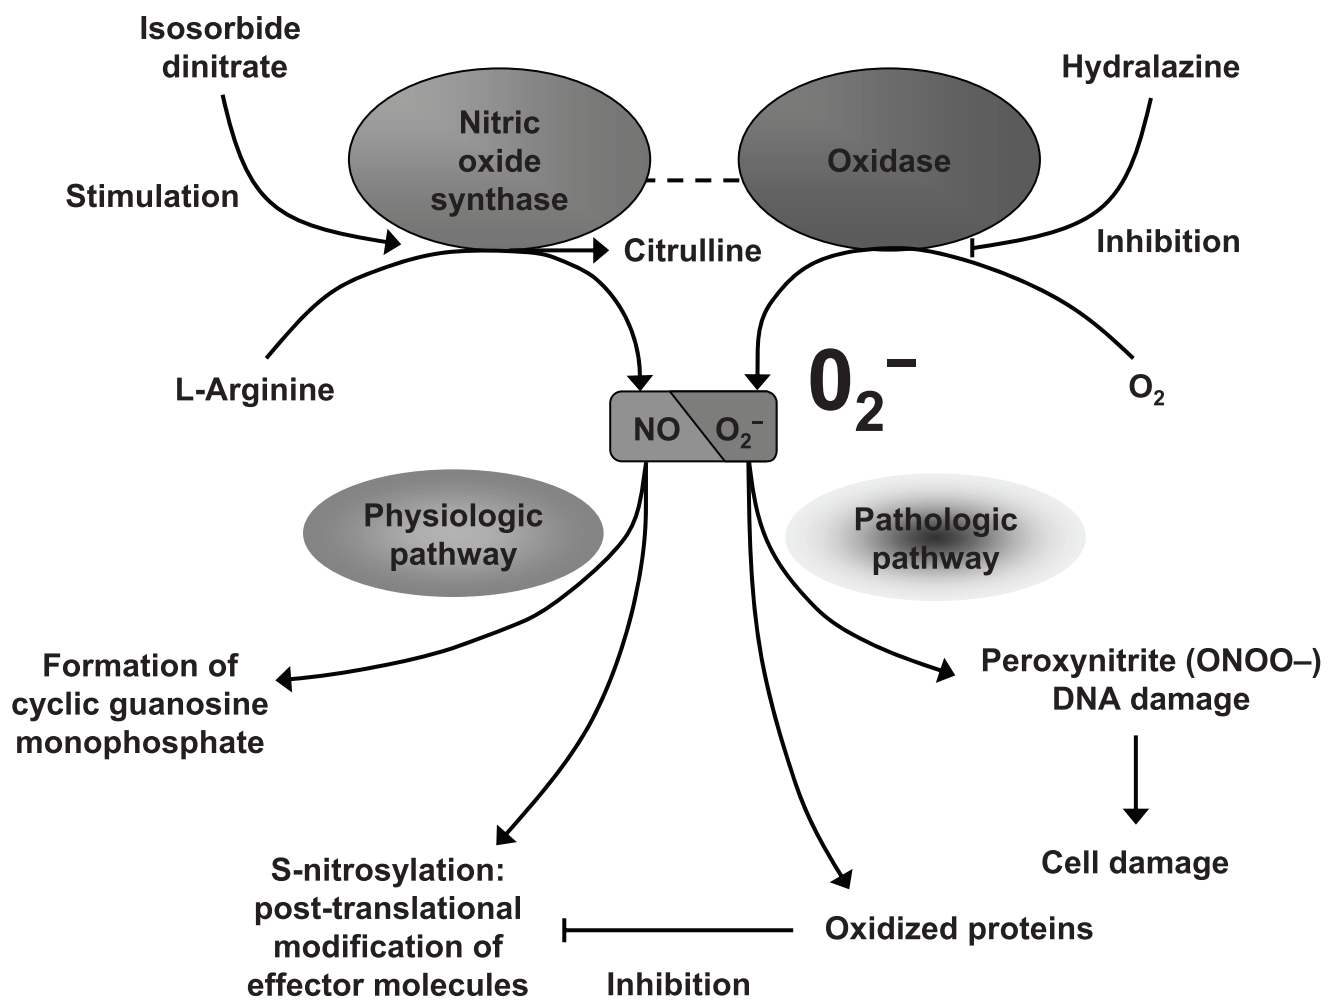 Isosorbide
dinitrate
Hydralazine
Nitric
oxide
synthase
Oxidase
Stimulation
Citrulline
Inhibition
L-Arginine
0₂⁻
O₂
NO
O₂⁻
Physiologic
pathway
Pathologic
pathway
Formation of
cyclic guanosine
monophosphate
Peroxynitrite (ONOO–)
DNA damage
Cell damage
S-nitrosylation:
post-translational
modification of
effector molecules
Oxidized proteins
Inhibition